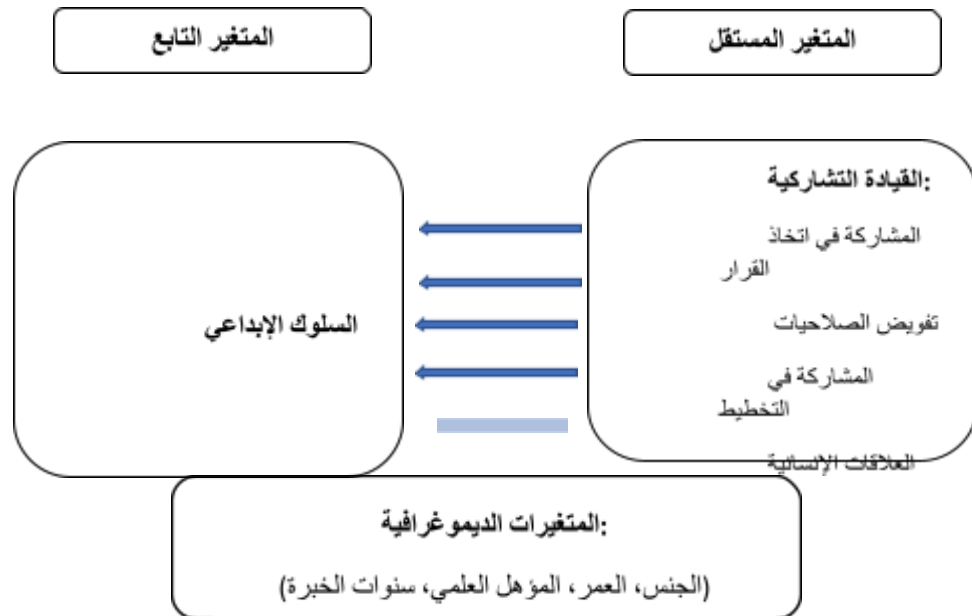 المتغير المستقل
المتغير التابع
القيادة التشاركية:
المشاركة في اتخاذ
القرار
تفويض الصلاحيات
المشاركة في
التخطيط
العلاقات الإنسانية
السلوك الإبداعي
المتغيرات الديموغرافية:
(الجنس، العمر، المؤهل العلمي، سنوات الخبرة)